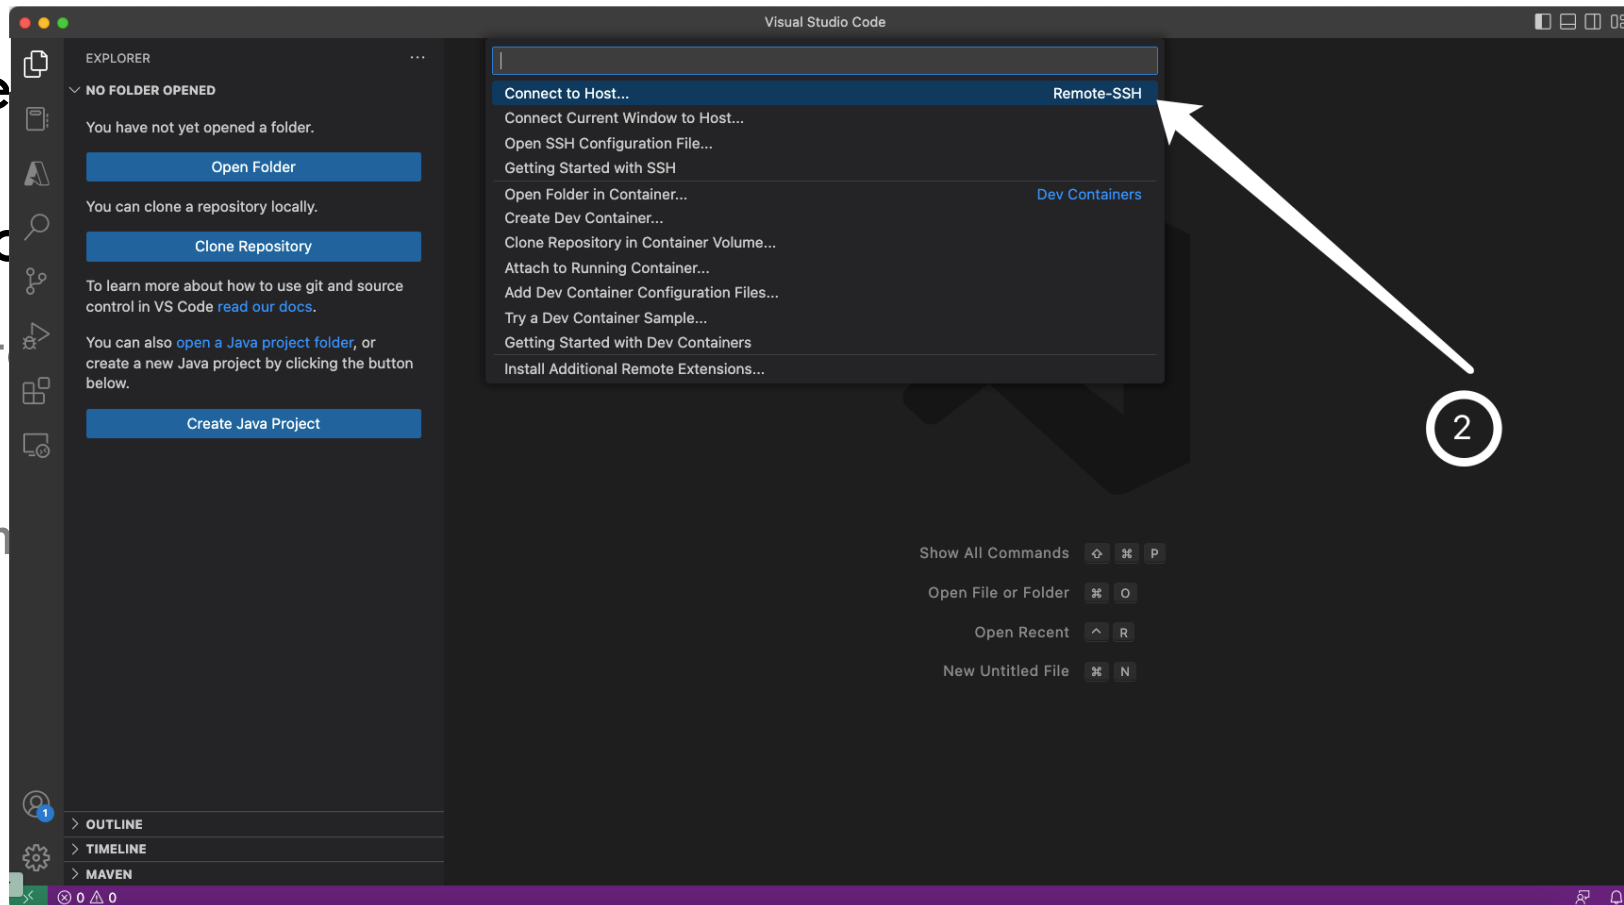 Visual Studio Code
EXPLORER
NO FOLDER OPENED
You have not yet opened a folder.
Open Folder
You can clone a repository locally.
Clone Repository
To learn more about how to use git and source
control in VS Code read our docs.
You can also open a Java project folder, or
create a new Java project by clicking the button
below.
Create Java Project
Connect to Host... Remote-SSH
Connect Current Window to Host...
Open SSH Configuration File...
Getting Started with SSH
Open Folder in Container... Dev Containers
Create Dev Container...
Clone Repository in Container Volume...
Attach to Running Container...
Add Dev Container Configuration Files...
Try a Dev Container Sample...
Getting Started with Dev Containers
Install Additional Remote Extensions...
2
Show All Commands ⇧ ⌘ P
Open File or Folder ⌘ O
Open Recent ^ R
New Untitled File ⌘ N
1
OUTLINE
TIMELINE
MAVEN
0 0